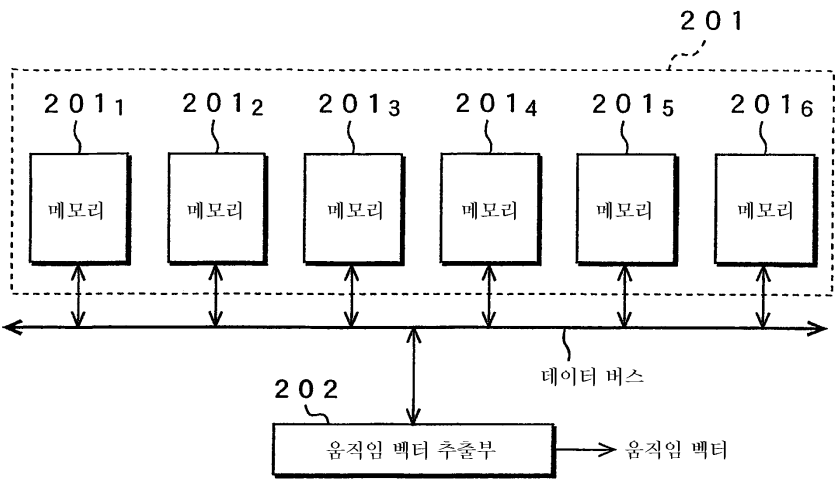 201
201₁ 201₂ 201₃ 201₄ 201₅ 201₆
메모리 메모리 메모리 메모리 메모리 메모리
데이터 버스
202
움직임 벡터 추출부 움직임 벡터